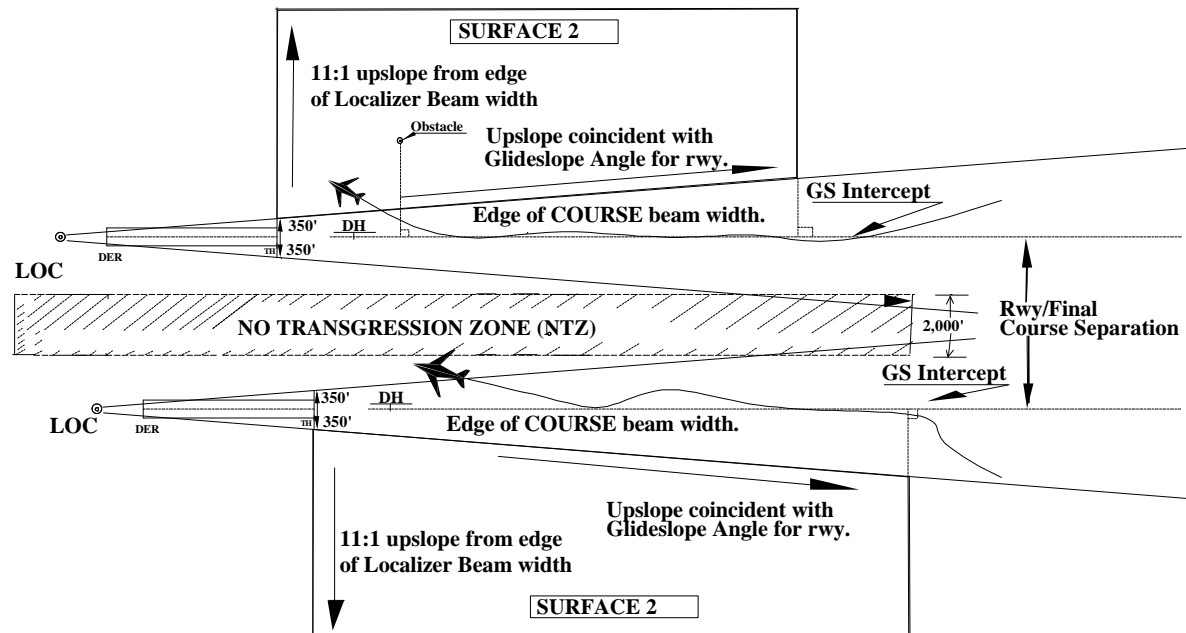 SURFACE 2
11:1 upslope from edge
of Localizer Beam width
Obstacle
Upslope coincident with
Glideslope Angle for rwy.
GS Intercept
Edge of COURSE beam width.
350'
DH
TH 350'
DER
LOC
NO TRANSGRESSION ZONE (NTZ)
2,000'
Rwy/Final
Course Separation
GS Intercept
350'
DH
TH 350'
LOC
DER
Edge of COURSE beam width.
Upslope coincident with
Glideslope Angle for rwy.
11:1 upslope from edge
of Localizer Beam width
SURFACE 2